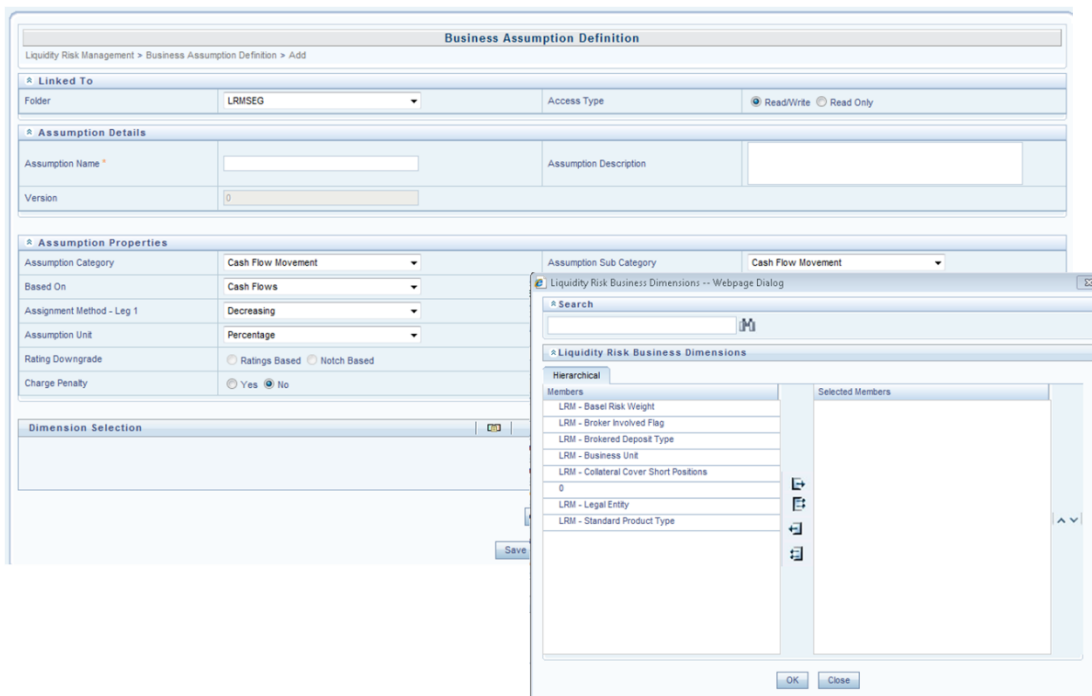 Business Assumption Definition
Liquidity Risk Management > Business Assumption Definition > Add
Linked To
Folder LRMSEG Access Type Read/Write Read Only
Assumption Details
Assumption Name * Assumption Description
Version 0
Assumption Properties
Assumption Category Cash Flow Movement Assumption Sub Category Cash Flow Movement
Based On Cash Flows
Assignment Method - Leg 1 Decreasing
Assumption Unit Percentage
Rating Downgrade Ratings Based Notch Based
Charge Penalty Yes No
Dimension Selection
Save
Liquidity Risk Business Dimensions -- Webpage Dialog
Search
Liquidity Risk Business Dimensions
Hierarchical
Members Selected Members
LRM - Basel Risk Weight
LRM - Broker Involved Flag
LRM - Brokered Deposit Type
LRM - Business Unit
LRM - Collateral Cover Short Positions
0
LRM - Legal Entity
LRM - Standard Product Type
OK Close